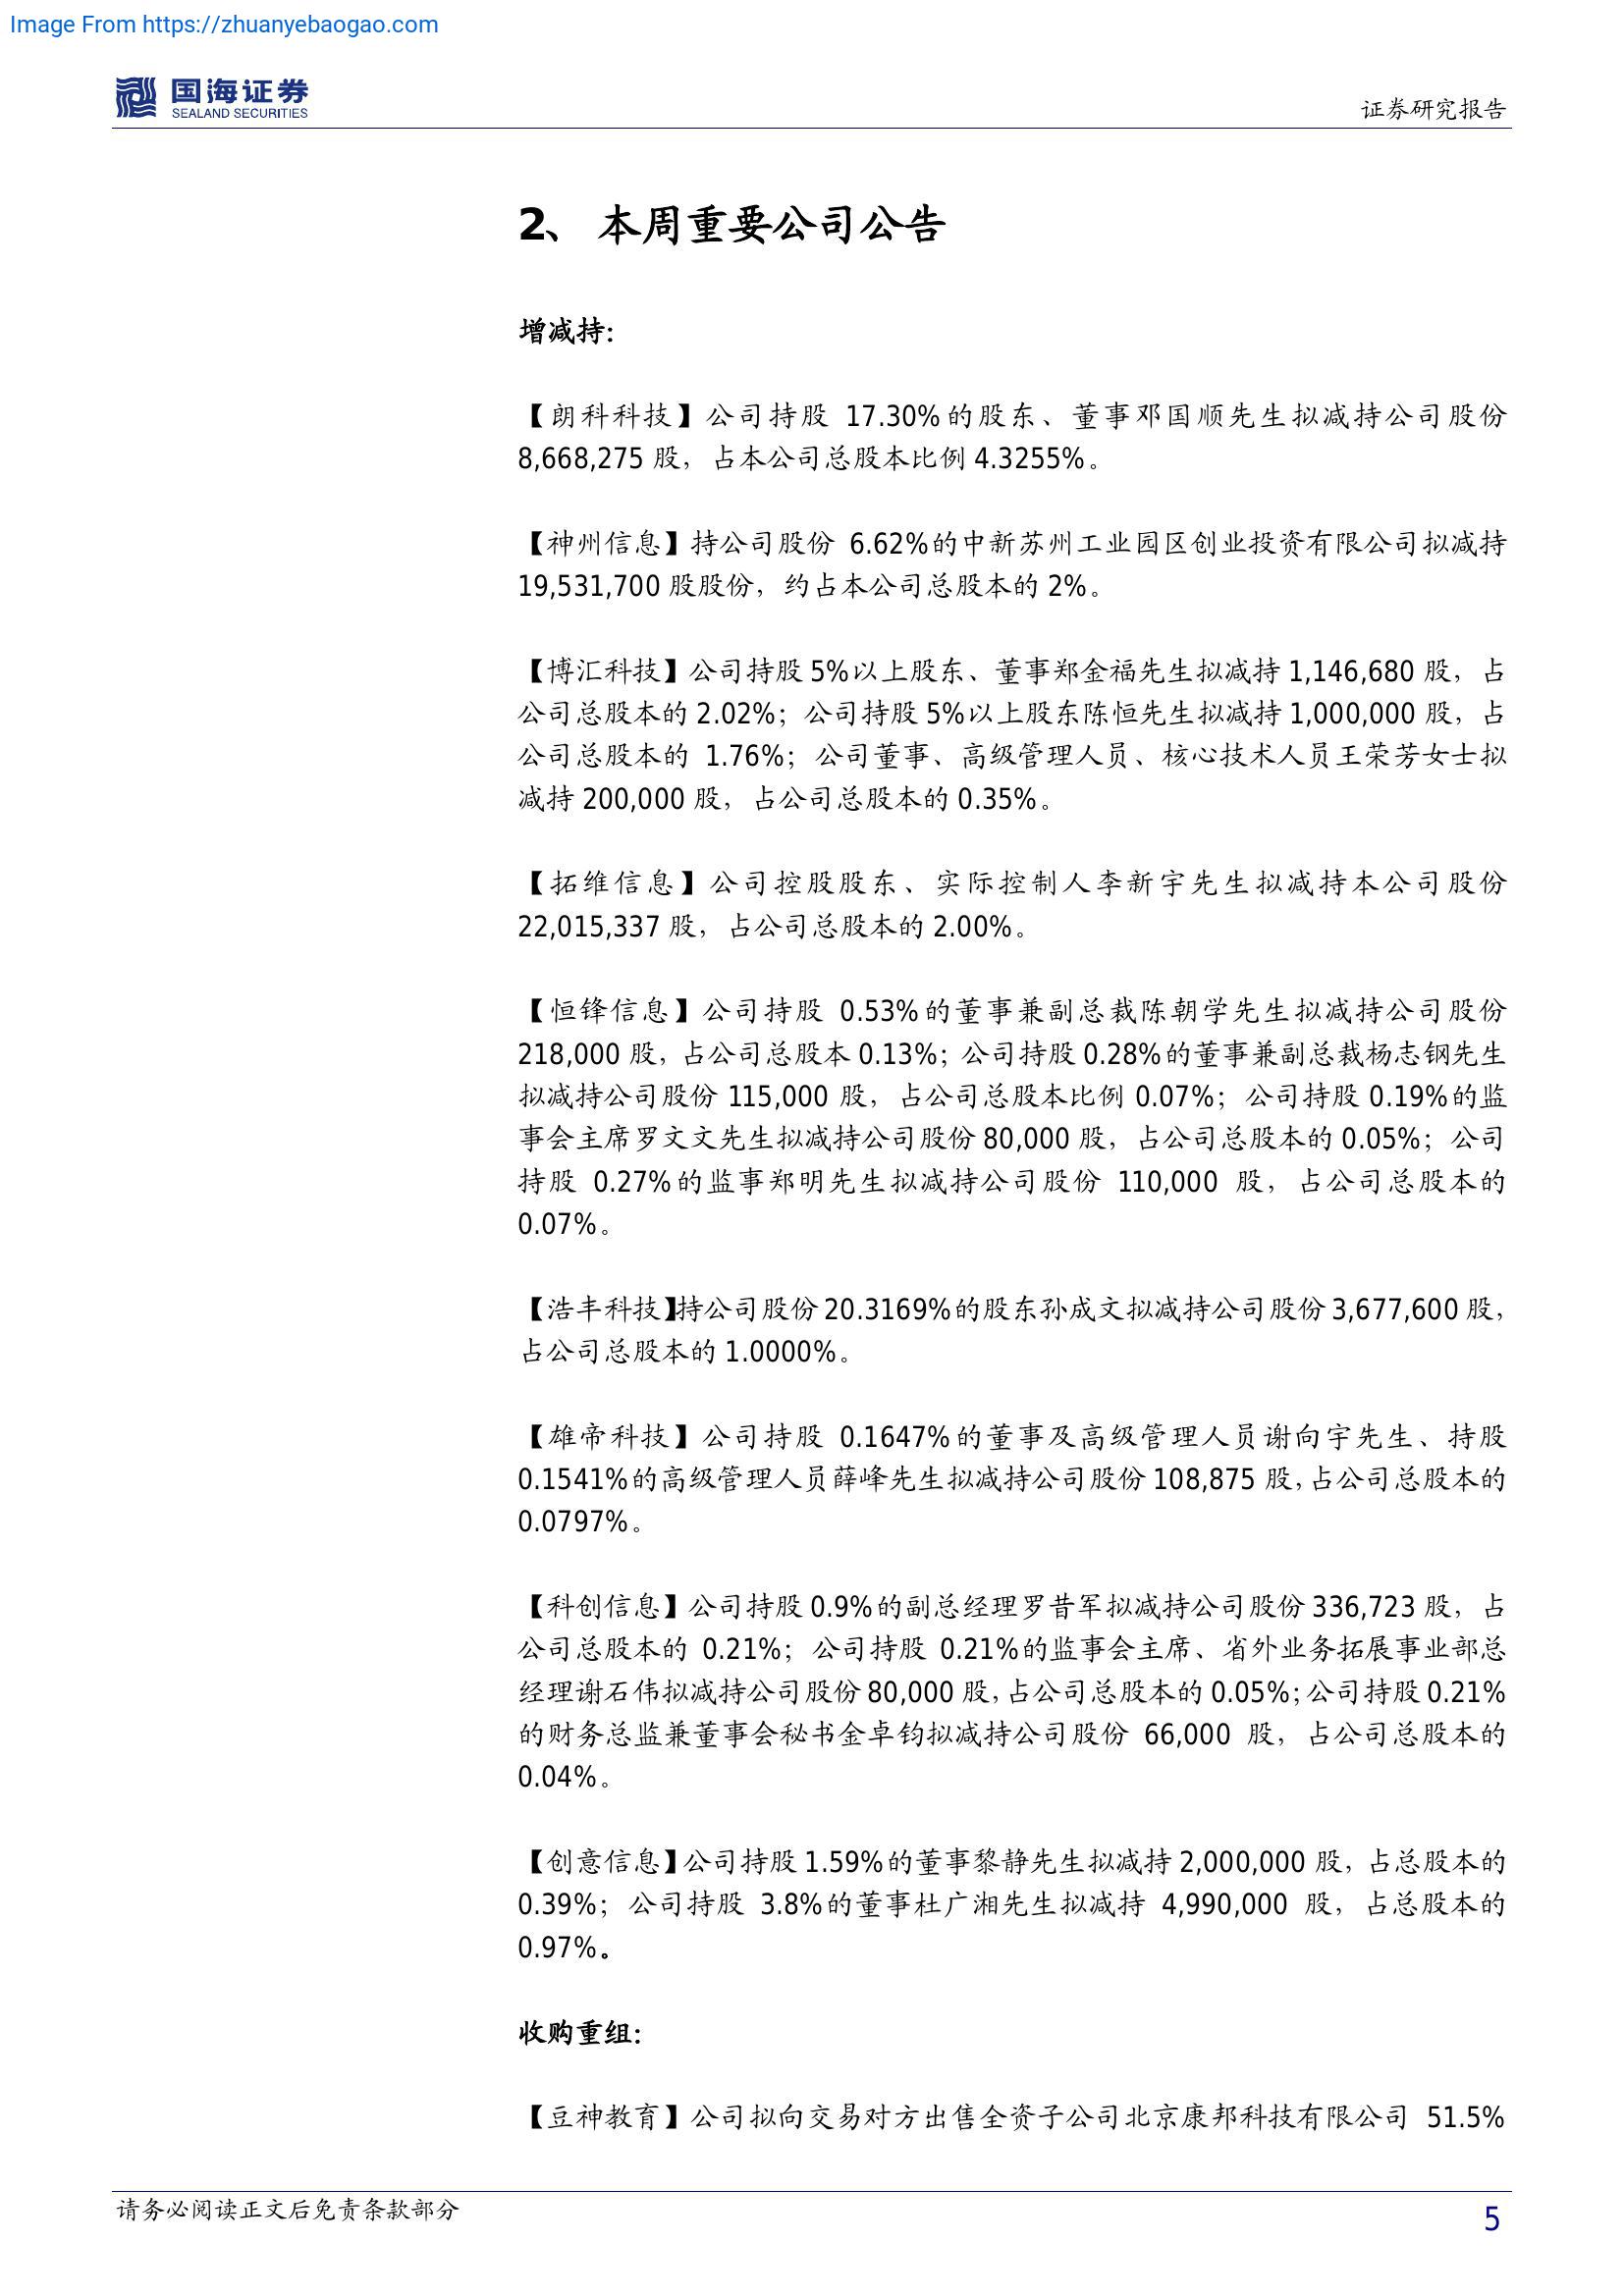 Image From https://zhuanyebaogao.com
国海证券
SEALAND SECURITIES
证券研究报告
2、 本周重要公司公告
增减持：
【朗科科技】公司持股 17.30%的股东、董事邓国顺先生拟减持公司股份
8,668,275 股，占本公司总股本比例 4.3255%。
【神州信息】持公司股份 6.62%的中新苏州工业园区创业投资有限公司拟减持
19,531,700 股股份，约占本公司总股本的 2%。
【博汇科技】公司持股 5%以上股东、董事郑金福先生拟减持 1,146,680 股，占
公司总股本的 2.02%；公司持股 5%以上股东陈恒先生拟减持 1,000,000 股，占
公司总股本的 1.76%；公司董事、高级管理人员、核心技术人员王荣芳女士拟
减持 200,000 股，占公司总股本的 0.35%。
【拓维信息】公司控股股东、实际控制人李新宇先生拟减持本公司股份
22,015,337 股，占公司总股本的 2.00%。
【恒锋信息】公司持股 0.53%的董事兼副总裁陈朝学先生拟减持公司股份
218,000 股，占公司总股本 0.13%；公司持股 0.28%的董事兼副总裁杨志钢先生
拟减持公司股份 115,000 股，占公司总股本比例 0.07%；公司持股 0.19%的监
事会主席罗文文先生拟减持公司股份 80,000 股，占公司总股本的 0.05%；公司
持股 0.27%的监事郑明先生拟减持公司股份 110,000 股，占公司总股本的
0.07%。
【浩丰科技】持公司股份 20.3169%的股东孙成文拟减持公司股份 3,677,600 股，
占公司总股本的 1.0000%。
【雄帝科技】公司持股 0.1647%的董事及高级管理人员谢向宇先生、持股
0.1541%的高级管理人员薛峰先生拟减持公司股份 108,875 股，占公司总股本的
0.0797%。
【科创信息】公司持股 0.9%的副总经理罗昔军拟减持公司股份 336,723 股，占
公司总股本的 0.21%；公司持股 0.21%的监事会主席、省外业务拓展事业部总
经理谢石伟拟减持公司股份 80,000 股，占公司总股本的 0.05%；公司持股 0.21%
的财务总监兼董事会秘书金卓钧拟减持公司股份 66,000 股，占公司总股本的
0.04%。
【创意信息】公司持股 1.59%的董事黎静先生拟减持 2,000,000 股，占总股本的
0.39%；公司持股 3.8%的董事杜广湘先生拟减持 4,990,000 股，占总股本的
0.97%。
收购重组：
【豆神教育】公司拟向交易对方出售全资子公司北京康邦科技有限公司 51.5%
请务必阅读正文后免责条款部分
5